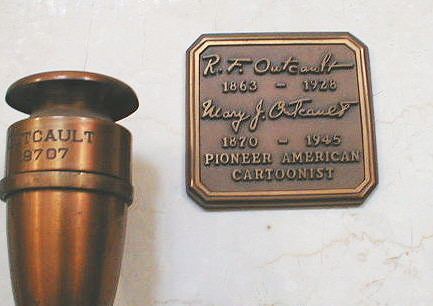 R. F. Outcault
1863 - 1928
Mary J. Outcault
1870 - 1945
PIONEER AMERICAN
CARTOONIST
TCAULT
8707